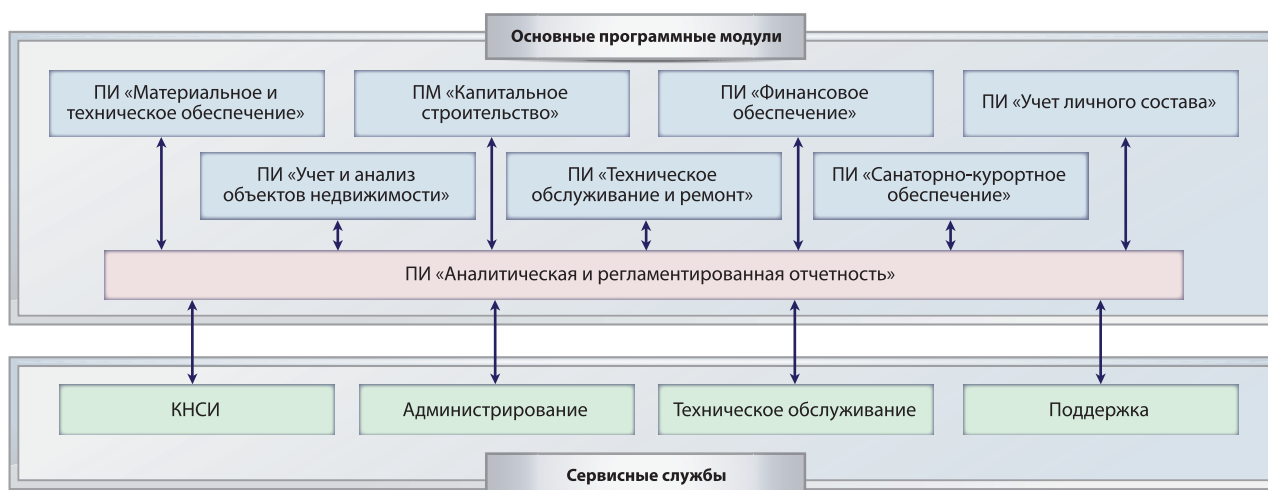 Основные программные модули
ПИ «Материальное и
техническое обеспечение»
ПМ «Капитальное
строительство»
ПИ «Финансовое
обеспечение»
ПИ «Учет личного состава»
ПИ «Учет и анализ
объектов недвижимости»
ПИ «Техническое
обслуживание и ремонт»
ПИ «Санаторно-курортное
обеспечение»
ПИ «Аналитическая и регламентированная отчетность»
КНСИ
Администрирование
Техническое обслуживание
Поддержка
Сервисные службы